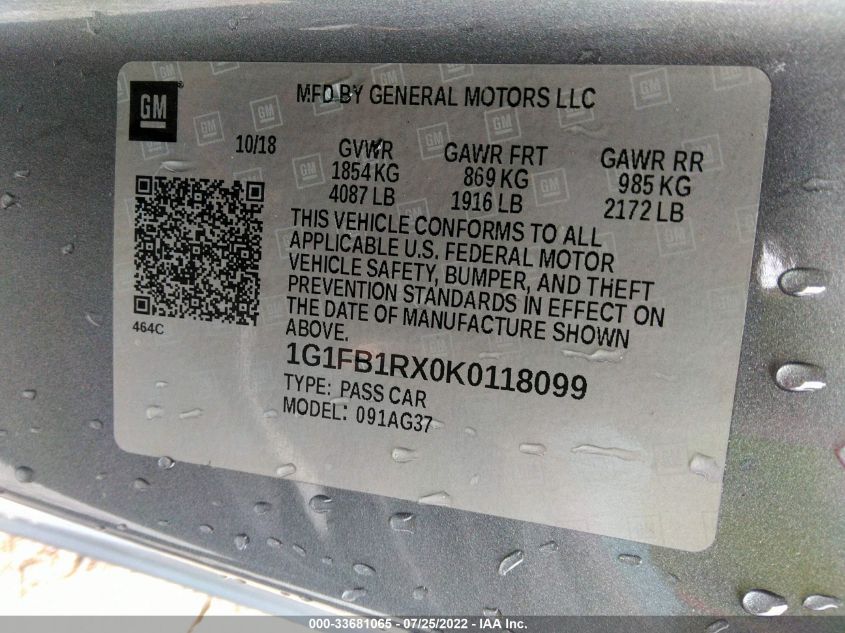 GM
MFD BY GENERAL MOTORS LLC
10/18 GVWR GAWR FRT GAWR RR
1854 KG 869 KG 985 KG
4087 LB 1916 LB 2172 LB
THIS VEHICLE CONFORMS TO ALL
APPLICABLE U.S. FEDERAL MOTOR
VEHICLE SAFETY, BUMPER, AND THEFT
PREVENTION STANDARDS IN EFFECT ON
THE DATE OF MANUFACTURE SHOWN
ABOVE.
464C
1G1FB1RX0K0118099
TYPE: PASS CAR
MODEL: 091AG37
000-33681065 - 07/25/2022 - IAA Inc.